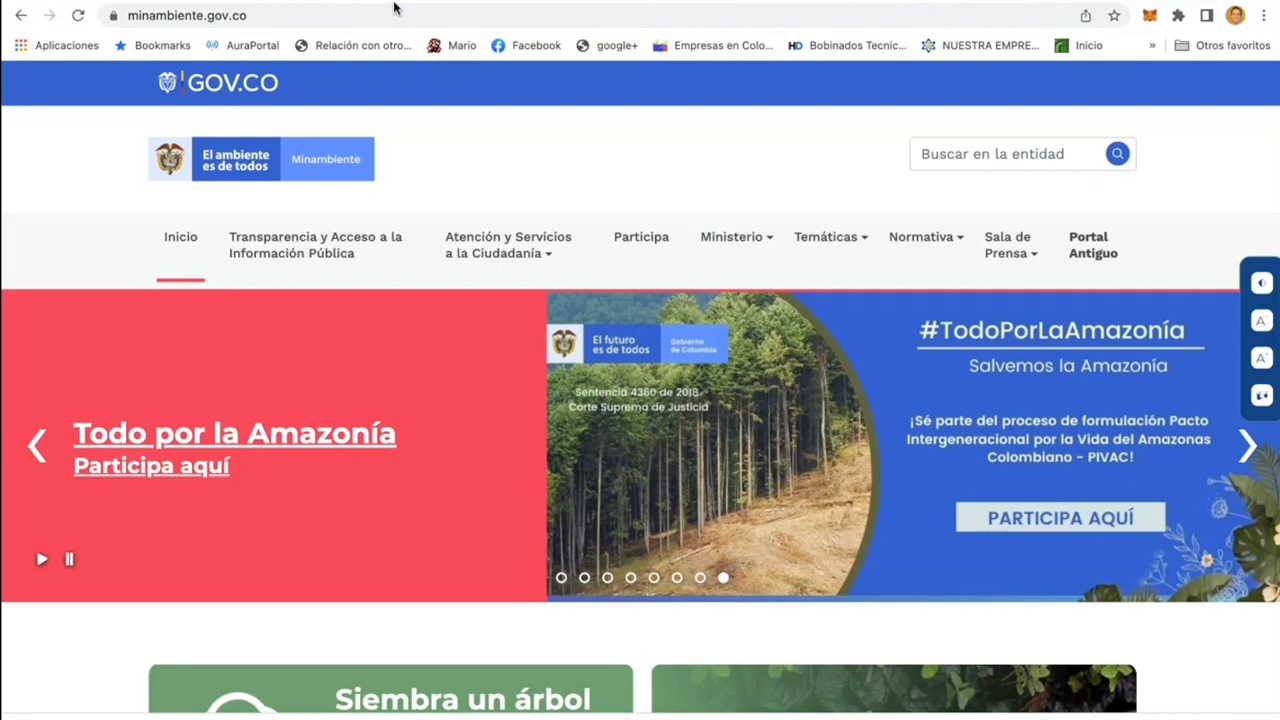 minambiente.gov.co
Aplicaciones
Bookmarks
AuraPortal
Relación con otro...
Mario
Facebook
google+
Empresas en Colo...
HD
Bobinados Tecnic...
NUESTRA EMPRE...
Inicio
»
Otros favoritos
GOV.CO
El ambiente
es de todos
Minambiente
Buscar en la entidad
Inicio
Transparencia y Acceso a la
Información Pública
Atención y Servicios
a la Ciudadanía
Participa
Ministerio
Temáticas
Normativa
Sala de
Prensa
Portal
Antiguo
Todo por la Amazonía
Participa aquí
El futuro
es de todos
Gobierno
de Colombia
Sentencia 4360 de 2018
Corte Suprema de Justicia
#TodoPorLaAmazonía
Salvemos la Amazonía
¡Sé parte del proceso de formulación Pacto
Intergeneracional por la Vida del Amazonas
Colombiano - PIVAC!
PARTICIPA AQUÍ
Siembra un árbol